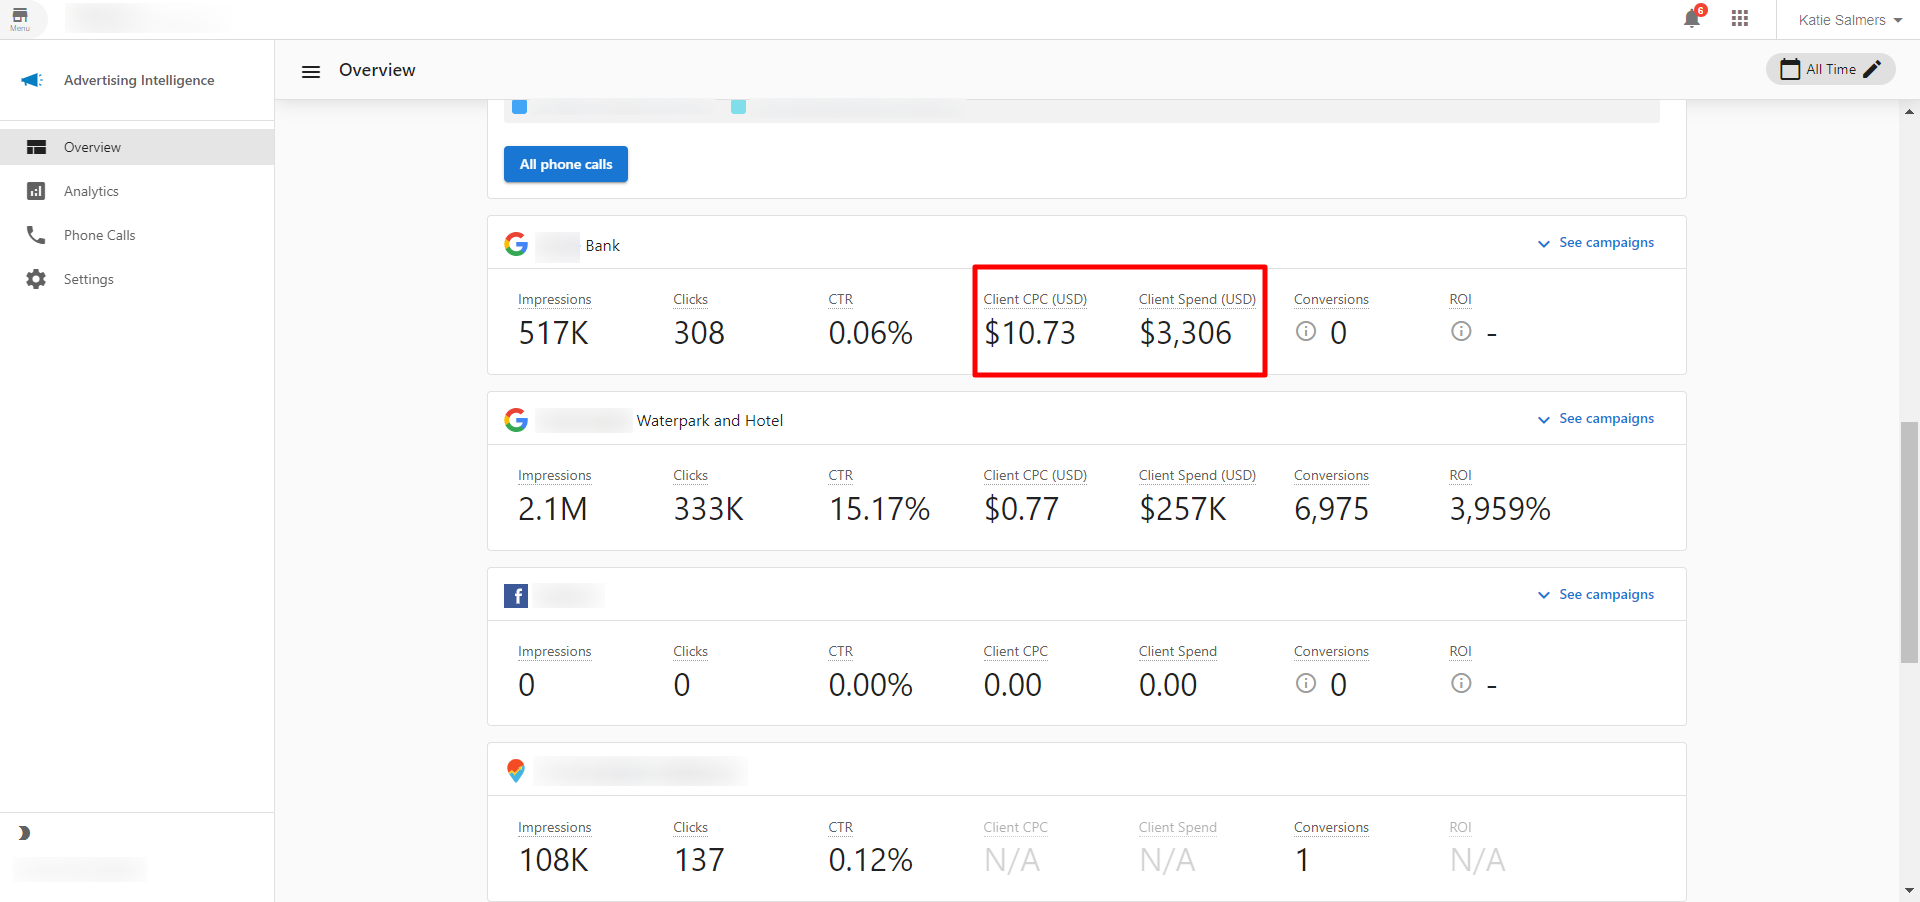 Menu
6
Katie Salmers
Advertising Intelligence
Overview
All Time
Overview
Analytics
Phone Calls
Settings
All phone calls
Bank
See campaigns
Impressions Clicks CTR Client CPC (USD) Client Spend (USD) Conversions ROI
517K 308 0.06% $10.73 $3,306 0 -
Waterpark and Hotel
See campaigns
Impressions Clicks CTR Client CPC (USD) Client Spend (USD) Conversions ROI
2.1M 333K 15.17% $0.77 $257K 6,975 3,959%
See campaigns
Impressions Clicks CTR Client CPC Client Spend Conversions ROI
0 0 0.00% 0.00 0.00 0 -
Impressions Clicks CTR Client CPC Client Spend Conversions ROI
108K 137 0.12% N/A N/A 1 N/A